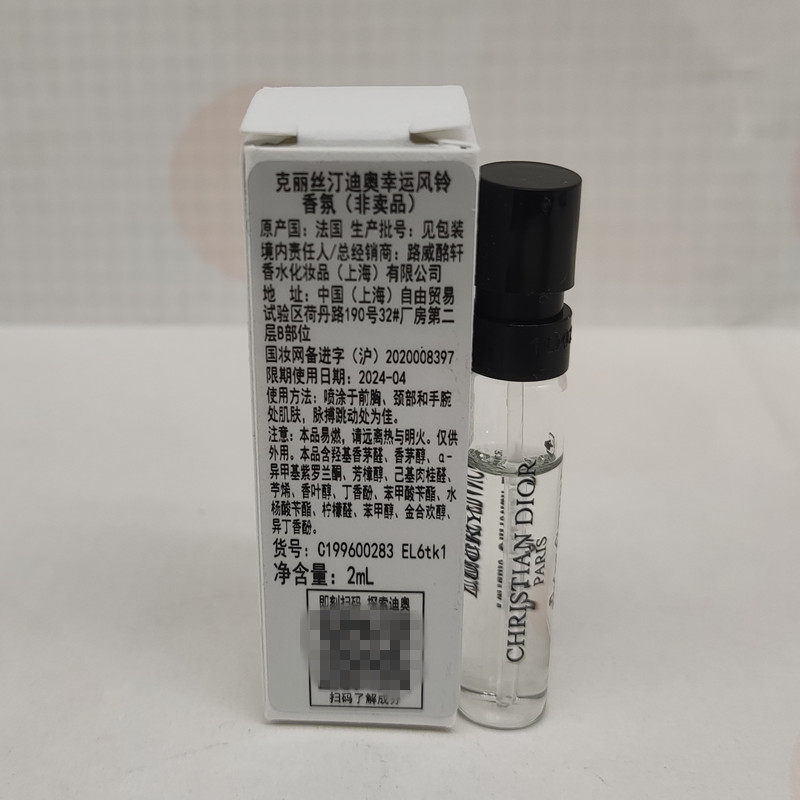 克丽丝汀迪奥幸运风铃
香氛（非卖品）
原产国：法国 生产批号：见包装
境内责任人/总经销商：路威酩轩
香水化妆品（上海）有限公司
地 址：中国（上海）自由贸易
试验区荷丹路190号32#厂房第二
层B部位
国妆网备进字（沪）2020008397
限期使用日期：2024-04
使用方法：喷涂于前胸、颈部和手腕
处肌肤，脉搏跳动处为佳。
注意：本品易燃，请远离热与明火。仅供
外用。本品含羟基香茅醛、香茅醇、α-
异甲基紫罗兰酮、芳樟醇、己基肉桂醛、
苧烯、香叶醇、丁香酚、苯甲酸苄酯、水
杨酸苄酯、柠檬醛、苯甲醇、金合欢醇、
异丁香酚。
货号：C199600283 EL6tk1
净含量：2mL
即刻扫码 探索迪奥
扫码了解成分
CHRISTIAN DIOR
PARIS